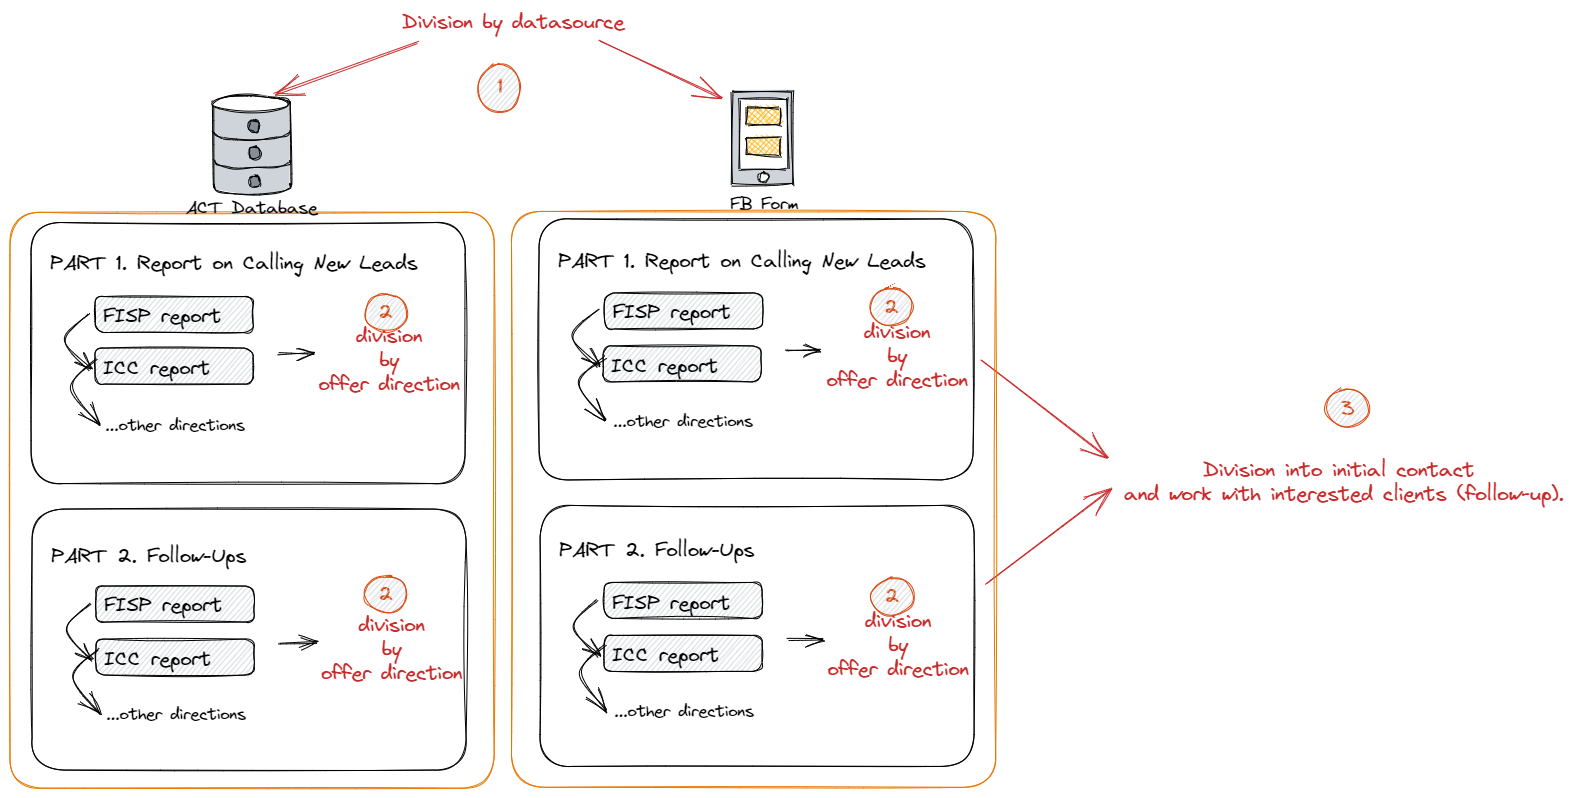 Division by datasource
1
ACT Database
FB Form
PART 1. Report on Calling New Leads
FISP report
ICC report
...other directions
2
division
by
offer direction
PART 2. Follow-Ups
FISP report
ICC report
...other directions
2
division
by
offer direction
PART 1. Report on Calling New Leads
FISP report
ICC report
...other directions
2
division
by
offer direction
PART 2. Follow-Ups
FISP report
ICC report
...other directions
2
division
by
offer direction
3
Division into initial contact
and work with interested clients (follow-up).